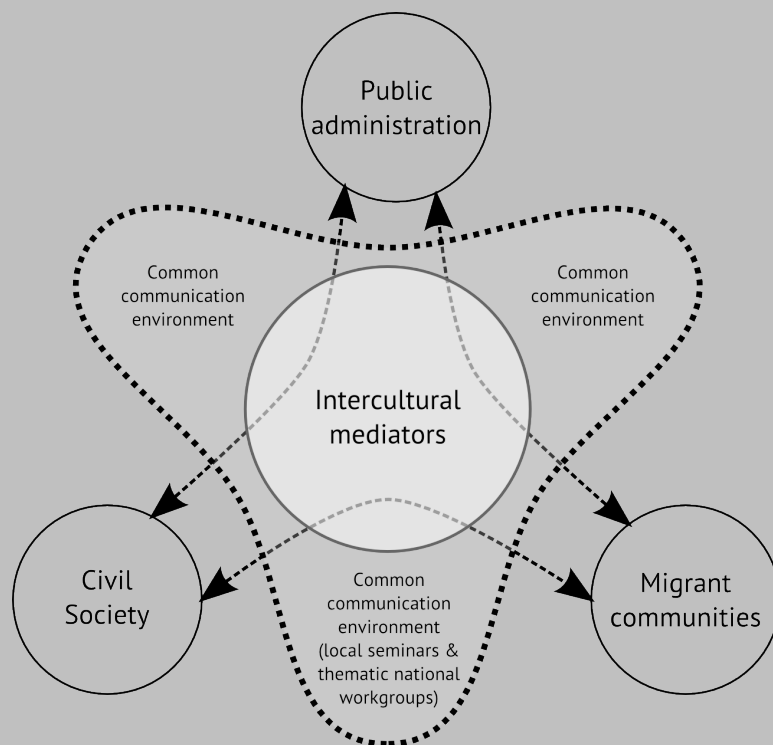 Public
administration
Common
communication
environment
Common
communication
environment
Intercultural
mediators
Civil
Society
Common
communication
environment
(local seminars &
thematic national
workgroups)
Migrant
communities